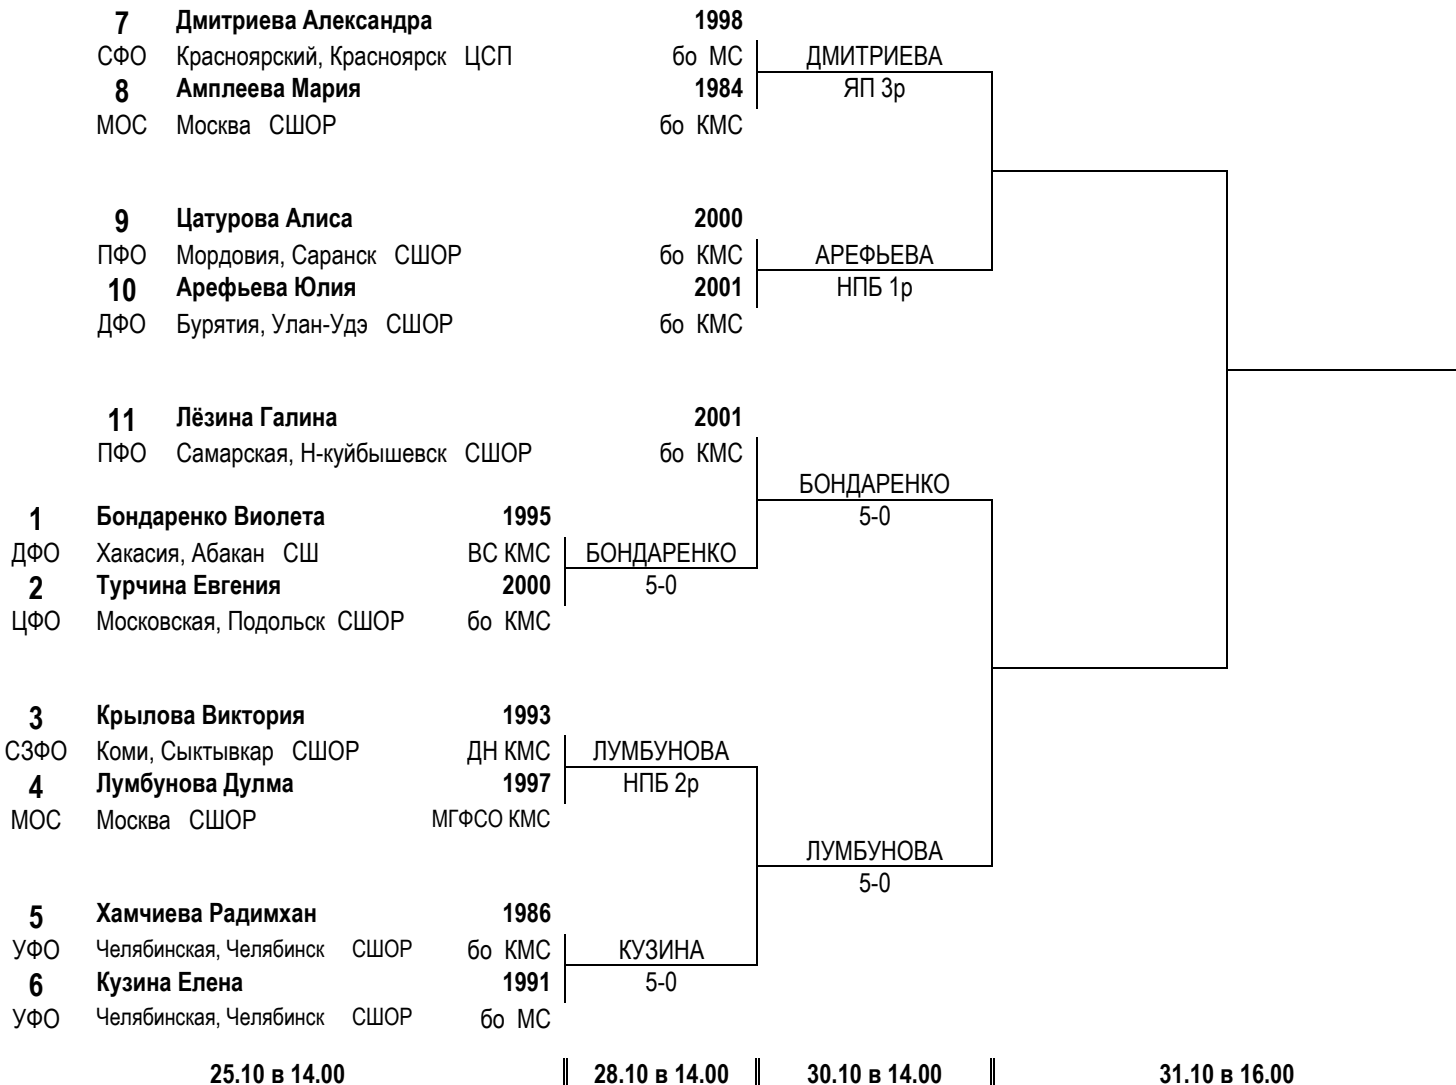 7 Дмитриева Александра 1998
СФО Красноярский, Красноярск ЦСП бо МС ДМИТРИЕВА
8 Амплеева Мария 1984 ЯП 3р
МОС Москва СШОР бо КМС
9 Цатурова Алиса 2000
ПФО Мордовия, Саранск СШОР бо КМС АРЕФЬЕВА
10 Арефьева Юлия 2001 НПБ 1р
ДФО Бурятия, Улан-Удэ СШОР бо КМС
11 Лёзина Галина 2001
ПФО Самарская, Н-куйбышевск СШОР бо КМС
БОНДАРЕНКО
1 Бондаренко Виолета 1995 5-0
ДФО Хакасия, Абакан СШ ВС КМС БОНДАРЕНКО
2 Турчина Евгения 2000 5-0
ЦФО Московская, Подольск СШОР бо КМС
3 Крылова Виктория 1993
СЗФО Коми, Сыктывкар СШОР ДН КМС ЛУМБУНОВА
4 Лумбунова Дулма 1997 НПБ 2р
МОС Москва СШОР МГФСО КМС
ЛУМБУНОВА
5-0
5 Хамчиева Радимхан 1986
УФО Челябинская, Челябинск СШОР бо КМС КУЗИНА
6 Кузина Елена 1991 5-0
УФО Челябинская, Челябинск СШОР бо МС
25.10 в 14.00 28.10 в 14.00 30.10 в 14.00 31.10 в 16.00